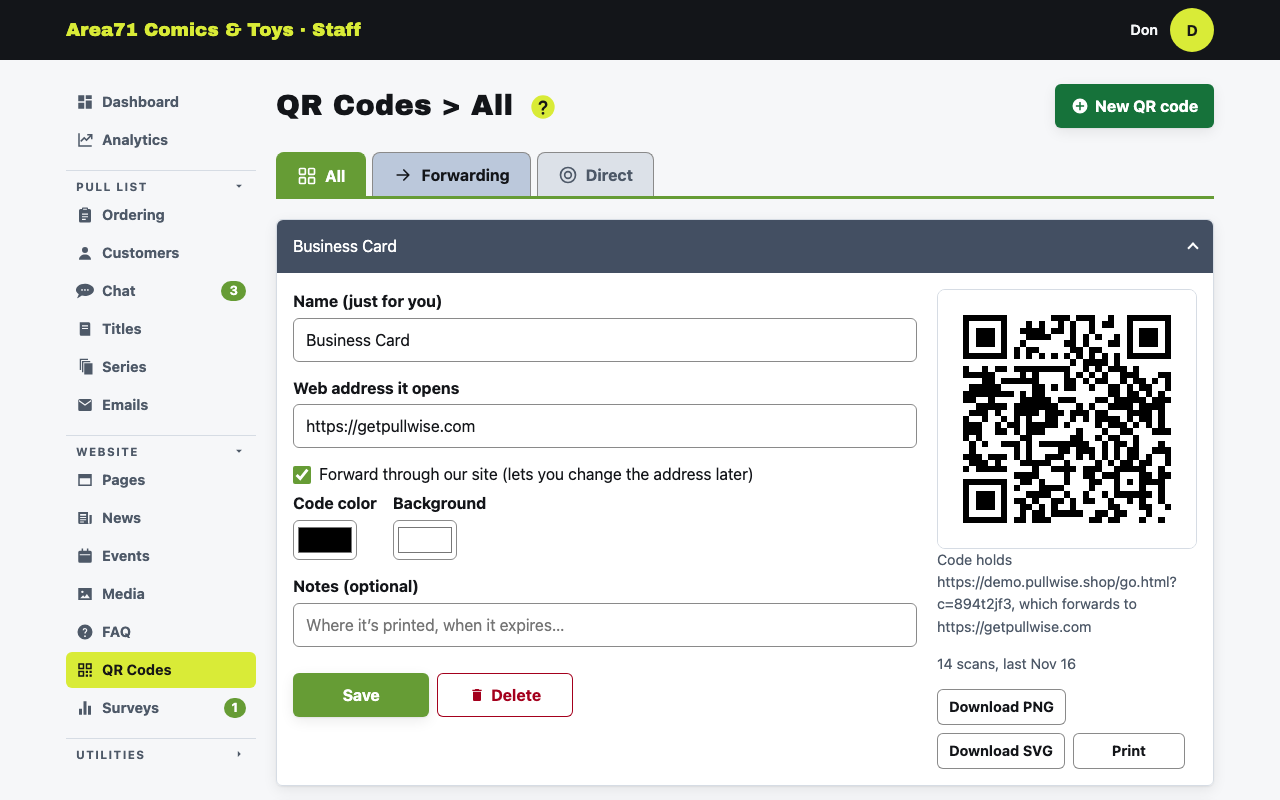 Area71 Comics & Toys · Staff
Don
D
Dashboard
Analytics
PULL LIST
Ordering
Customers
Chat
3
Titles
Series
Emails
WEBSITE
Pages
News
Events
Media
FAQ
QR Codes
Surveys
1
UTILITIES
QR Codes > All
?
New QR code
All
Forwarding
Direct
Business Card
Name (just for you)
Business Card
Web address it opens
https://getpullwise.com
Forward through our site (lets you change the address later)
Code color
Background
Notes (optional)
Where it’s printed, when it expires...
Save
Delete
Code holds
https://demo.pullwise.shop/go.html?
c=894t2jf3, which forwards to
https://getpullwise.com
14 scans, last Nov 16
Download PNG
Download SVG
Print